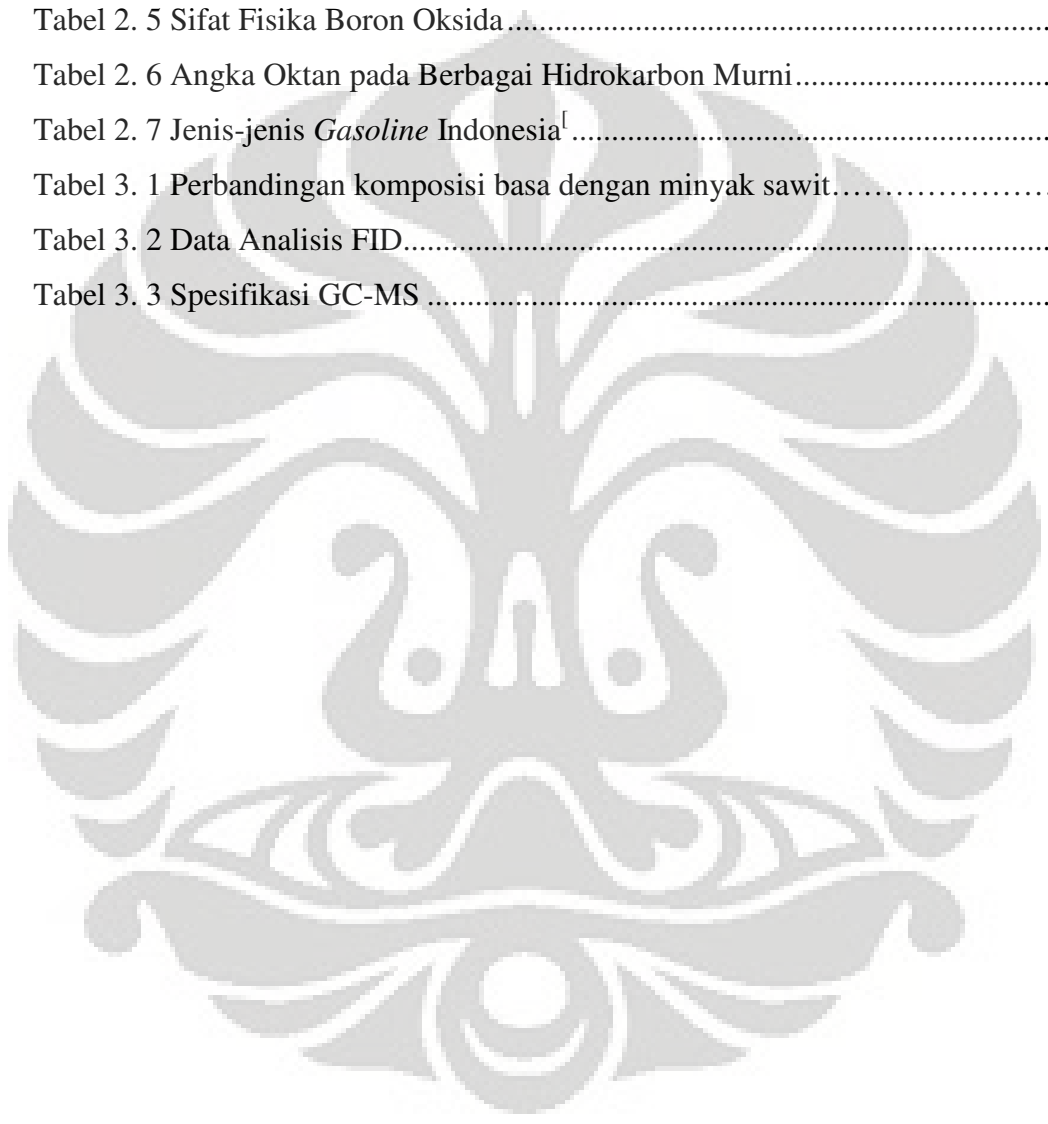 Tabel 2. 5 Sifat Fisika Boron Oksida......................................................................
Tabel 2. 6 Angka Oktan pada Berbagai Hidrokarbon Murni................................
Tabel 2. 7 Jenis-jenis Gasoline Indonesia[............................................................
Tabel 3. 1 Perbandingan komposisi basa dengan minyak sawit…………………
Tabel 3. 2 Data Analisis FID..................................................................................
Tabel 3. 3 Spesifikasi GC-MS ...............................................................................